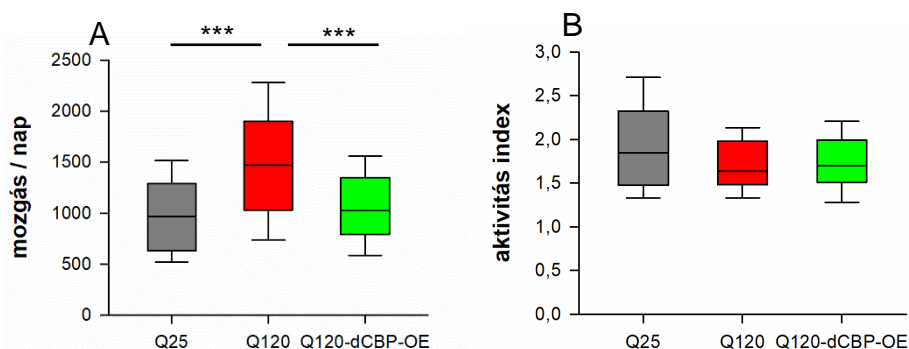 A
*** ***
mozgás / nap
2500
2000
1500
1000
500
0
Q25 Q120 Q120-dCBP-OE
B
aktivitás index
3,0
2,5
2,0
1,5
1,0
0,5
0,0
Q25 Q120 Q120-dCBP-OE